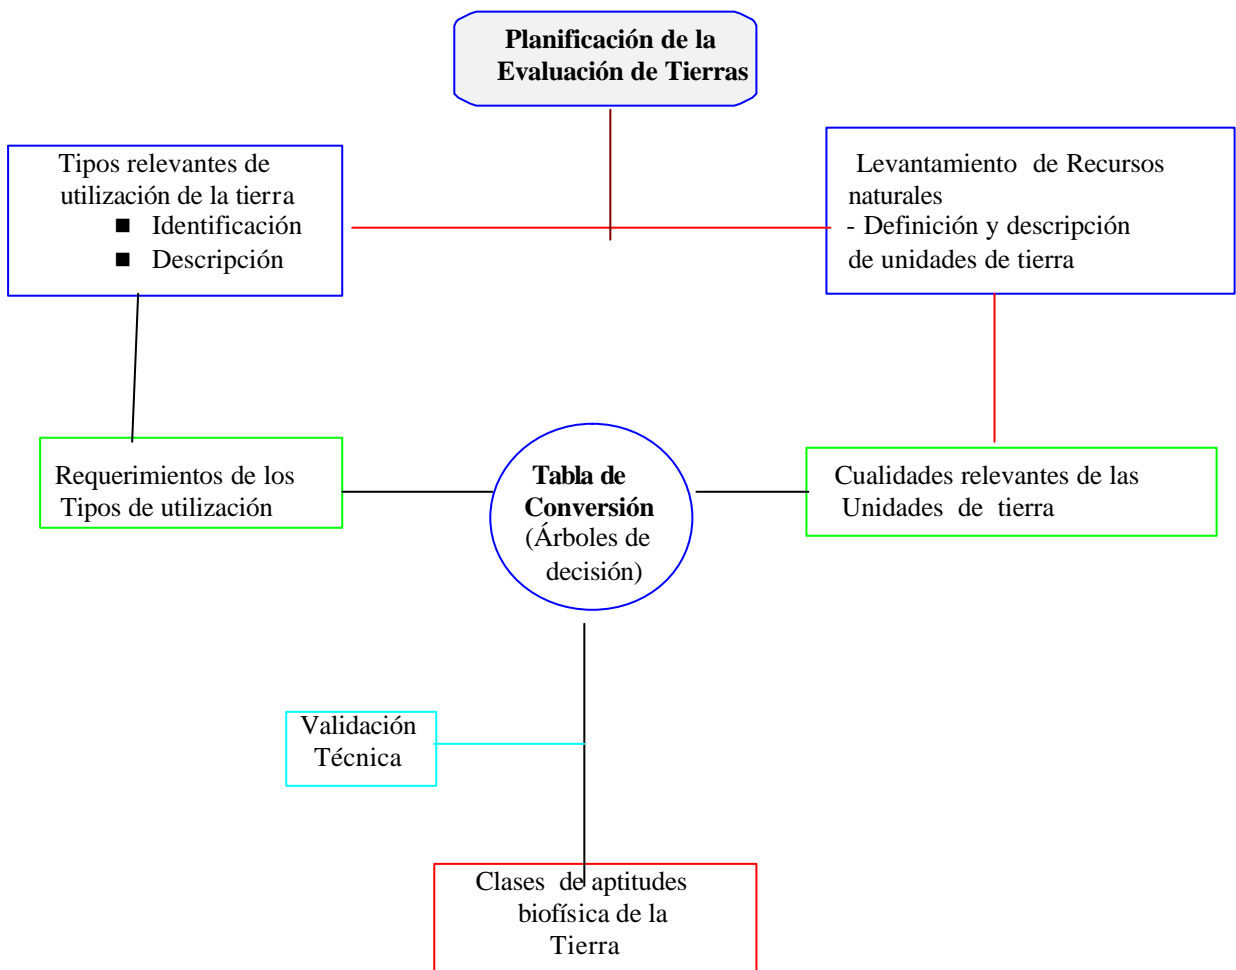 Planificación de la
Evaluación de Tierras
Tipos relevantes de
utilización de la tierra
■ Identificación
■ Descripción
Levantamiento de Recursos
naturales
- Definición y descripción
de unidades de tierra
Requerimientos de los
Tipos de utilización
Tabla de
Conversión
(Árboles de
decisión)
Cualidades relevantes de las
Unidades de tierra
Validación
Técnica
Clases de aptitudes
biofísica de la
Tierra